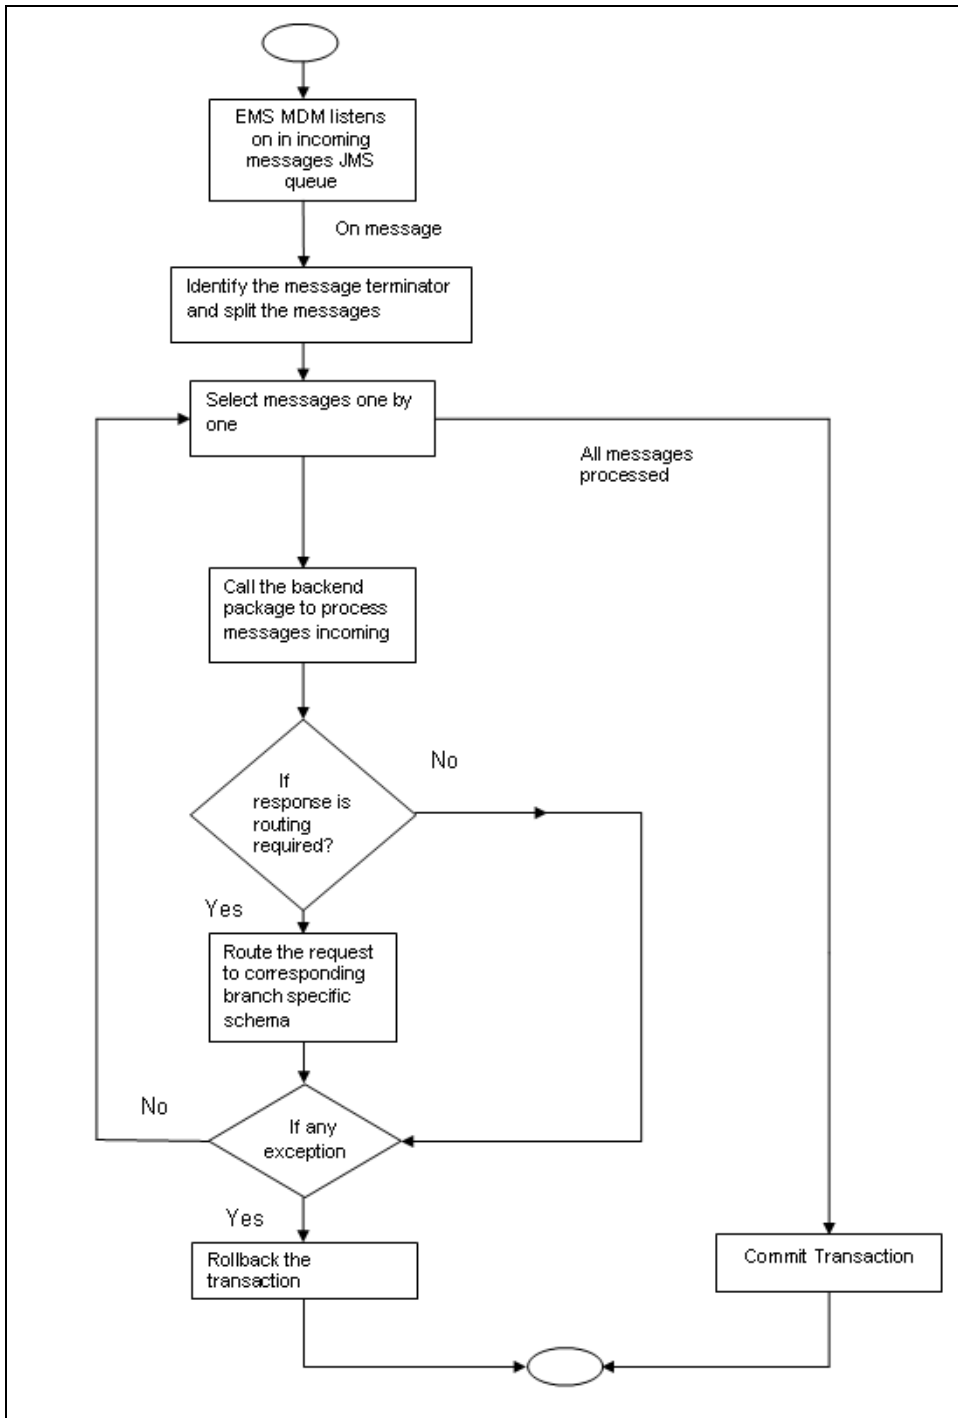 EMS MDM listens
on in incoming
messages JMS
queue
On message
Identify the message terminator
and split the messages
Select messages one by
one
All messages
processed
Call the backend
package to process
messages incoming
No
If
response is
routing
required?
Yes
Route the request
to corresponding
branch specific
schema
No
If any
exception
Yes
Rollback the
transaction
Commit Transaction